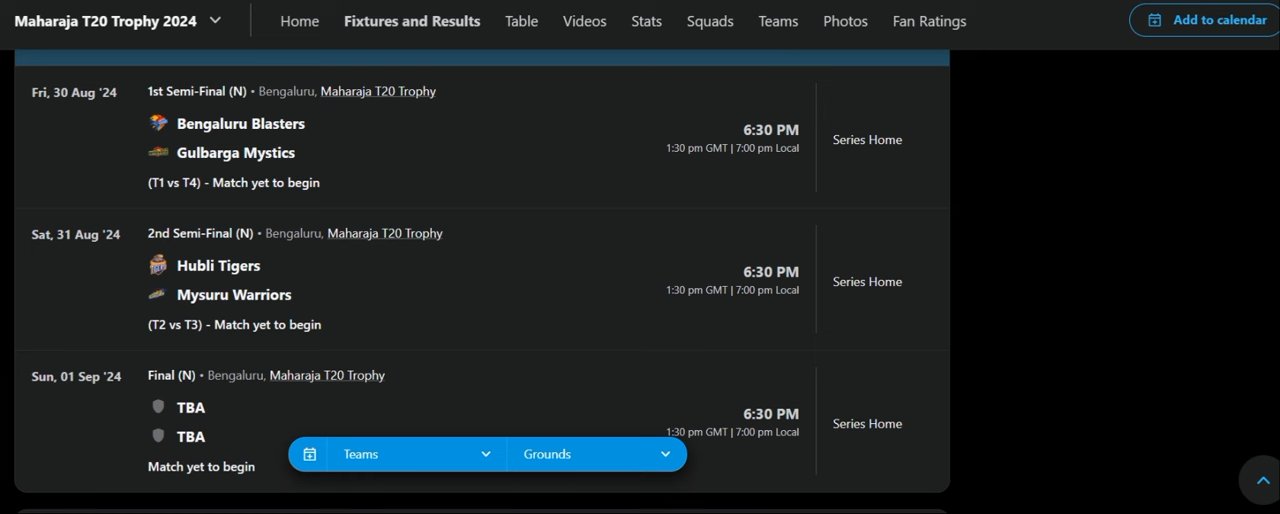 Maharaja T20 Trophy 2024 Home Fixtures and Results Table Videos Stats Squads Teams Photos Fan Ratings Add to calendar
Fri, 30 Aug '24
1st Semi-Final (N) • Bengaluru, Maharaja T20 Trophy
Bengaluru Blasters
Gulbarga Mystics
(T1 vs T4) - Match yet to begin
6:30 PM
1:30 pm GMT | 7:00 pm Local
Series Home
Sat, 31 Aug '24
2nd Semi-Final (N) • Bengaluru, Maharaja T20 Trophy
Hubli Tigers
Mysuru Warriors
(T2 vs T3) - Match yet to begin
6:30 PM
1:30 pm GMT | 7:00 pm Local
Series Home
Sun, 01 Sep '24
Final (N) • Bengaluru, Maharaja T20 Trophy
TBA
TBA
Match yet to begin
6:30 PM
1:30 pm GMT | 7:00 pm Local
Series Home
Teams Grounds